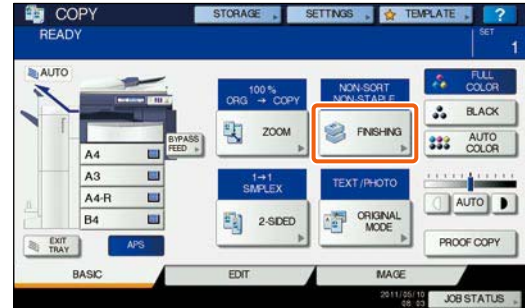 COPY
STORAGE
SETTINGS
TEMPLATE
?
READY
SET
1
AUTO
100 %
ORG → COPY
NON-SORT
NON-STAPLE
FULL
COLOR
ZOOM
FINISHING
BLACK
BYPASS
FEED
AUTO
COLOR
A4
A3
A4-R
B4
1→1
SIMPLEX
TEXT/PHOTO
2-SIDED
ORIGINAL
MODE
AUTO
EXIT
TRAY
APS
PROOF COPY
BASIC
EDIT
IMAGE
2011/05/10
08:03
JOB STATUS